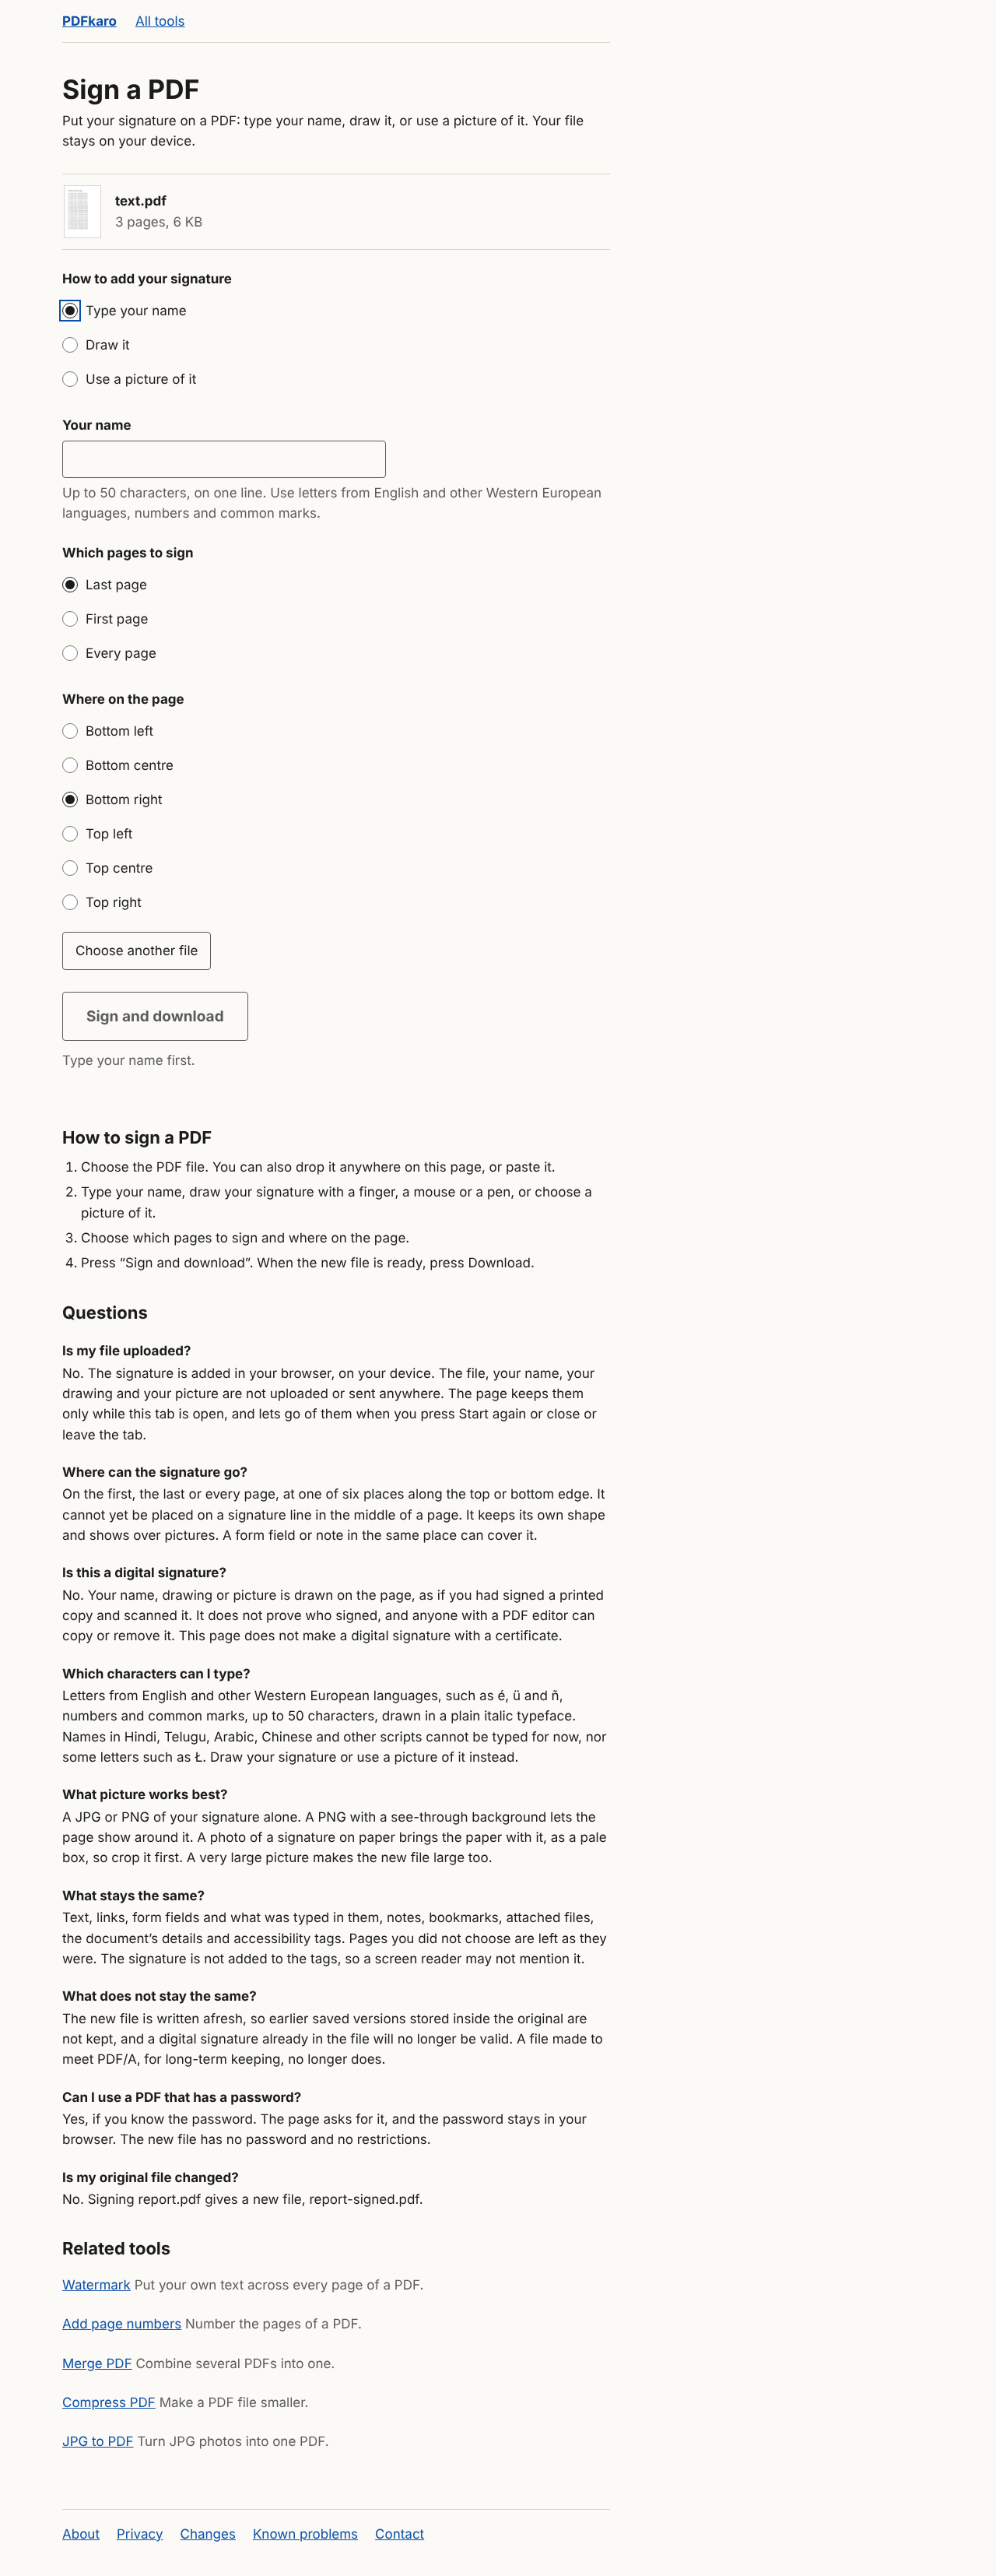 PDFkaro All tools
Sign a PDF
Put your signature on a PDF: type your name, draw it, or use a picture of it. Your file
stays on your device.
text.pdf
3 pages, 6 KB
How to add your signature
Type your name
Draw it
Use a picture of it
Your name
Up to 50 characters, on one line. Use letters from English and other Western European
languages, numbers and common marks.
Which pages to sign
Last page
First page
Every page
Where on the page
Bottom left
Bottom centre
Bottom right
Top left
Top centre
Top right
Choose another file
Sign and download
Type your name first.
How to sign a PDF
1. Choose the PDF file. You can also drop it anywhere on this page, or paste it.
2. Type your name, draw your signature with a finger, a mouse or a pen, or choose a
picture of it.
3. Choose which pages to sign and where on the page.
4. Press “Sign and download”. When the new file is ready, press Download.
Questions
Is my file uploaded?
No. The signature is added in your browser, on your device. The file, your name, your
drawing and your picture are not uploaded or sent anywhere. The page keeps them
only while this tab is open, and lets go of them when you press Start again or close or
leave the tab.
Where can the signature go?
On the first, the last or every page, at one of six places along the top or bottom edge. It
cannot yet be placed on a signature line in the middle of a page. It keeps its own shape
and shows over pictures. A form field or note in the same place can cover it.
Is this a digital signature?
No. Your name, drawing or picture is drawn on the page, as if you had signed a printed
copy and scanned it. It does not prove who signed, and anyone with a PDF editor can
copy or remove it. This page does not make a digital signature with a certificate.
Which characters can I type?
Letters from English and other Western European languages, such as é, ü and ñ,
numbers and common marks, up to 50 characters, drawn in a plain italic typeface.
Names in Hindi, Telugu, Arabic, Chinese and other scripts cannot be typed for now, nor
some letters such as Ł. Draw your signature or use a picture of it instead.
What picture works best?
A JPG or PNG of your signature alone. A PNG with a see-through background lets the
page show around it. A photo of a signature on paper brings the paper with it, as a pale
box, so crop it first. A very large picture makes the new file large too.
What stays the same?
Text, links, form fields and what was typed in them, notes, bookmarks, attached files,
the document’s details and accessibility tags. Pages you did not choose are left as they
were. The signature is not added to the tags, so a screen reader may not mention it.
What does not stay the same?
The new file is written afresh, so earlier saved versions stored inside the original are
not kept, and a digital signature already in the file will no longer be valid. A file made to
meet PDF/A, for long-term keeping, no longer does.
Can I use a PDF that has a password?
Yes, if you know the password. The page asks for it, and the password stays in your
browser. The new file has no password and no restrictions.
Is my original file changed?
No. Signing report.pdf gives a new file, report-signed.pdf.
Related tools
Watermark Put your own text across every page of a PDF.
Add page numbers Number the pages of a PDF.
Merge PDF Combine several PDFs into one.
Compress PDF Make a PDF file smaller.
JPG to PDF Turn JPG photos into one PDF.
About Privacy Changes Known problems Contact